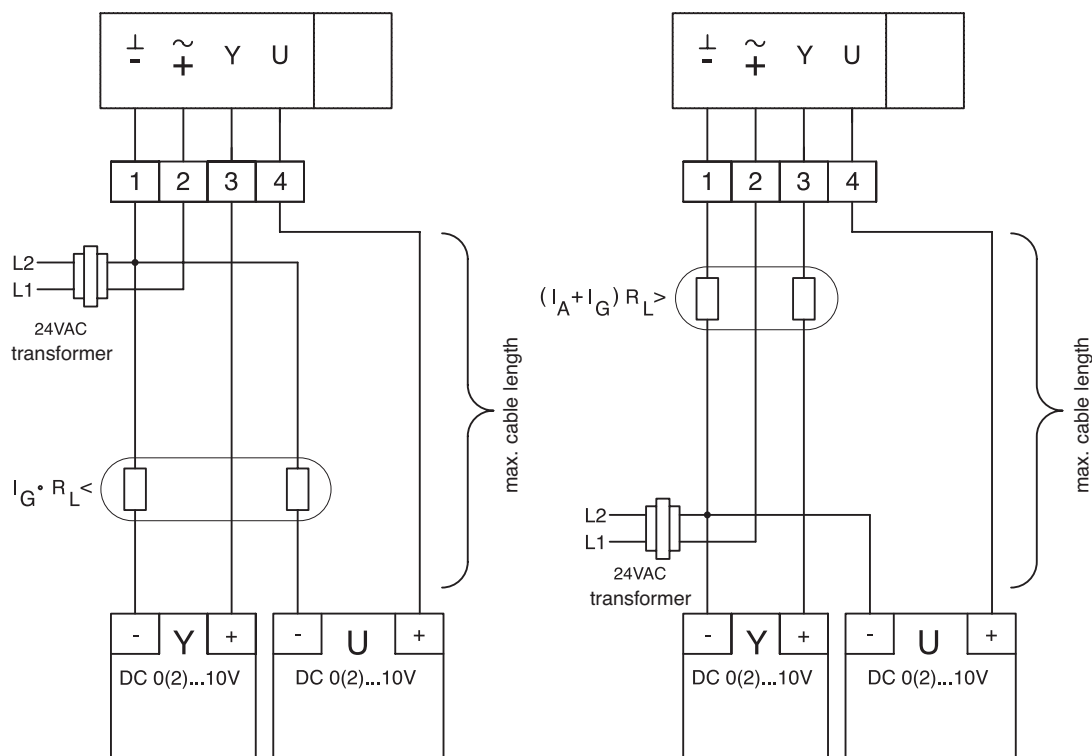 ⊥ ~ Y U
- +
1 2 3 4
L2
L1
24VAC
transformer
I_G° R_L<
max. cable length
- Y +
DC 0(2)...10V
- U +
DC 0(2)...10V
⊥ ~ Y U
- +
1 2 3 4
(I_A+I_G) R_L>
max. cable length
L2
L1
24VAC
transformer
- Y +
DC 0(2)...10V
- U +
DC 0(2)...10V